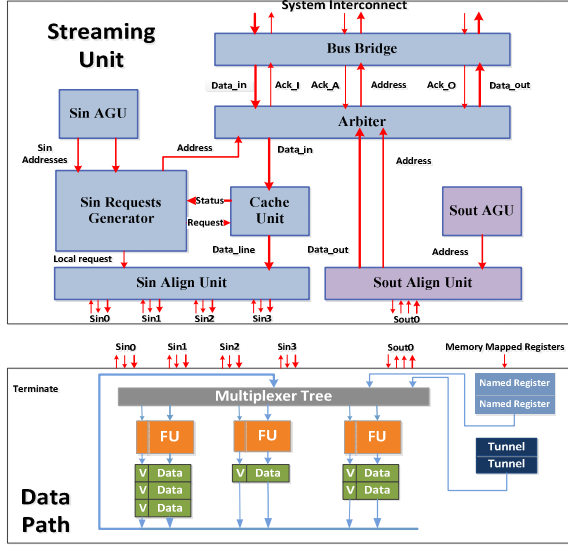 System Interconnect
Streaming
Unit
Bus Bridge
Data_in
Ack_I
Ack_A
Address
Ack_O
Data_out
Sin AGU
Arbiter
Sin
Addresses
Address
Data_in
Address
Sin Requests
Generator
Status
Request
Cache
Unit
Sout AGU
Local request
Data_line
Data_out
Address
Sin Align Unit
Sout Align Unit
Sin0
Sin1
Sin2
Sin3
Sout0
Sin0
Sin1
Sin2
Sin3
Sout0
Memory Mapped Registers
Terminate
Multiplexer Tree
Named Register
Named Register
FU
FU
FU
Tunnel
Tunnel
V Data
V Data
V Data
V Data
V Data
V Data
Data
Path